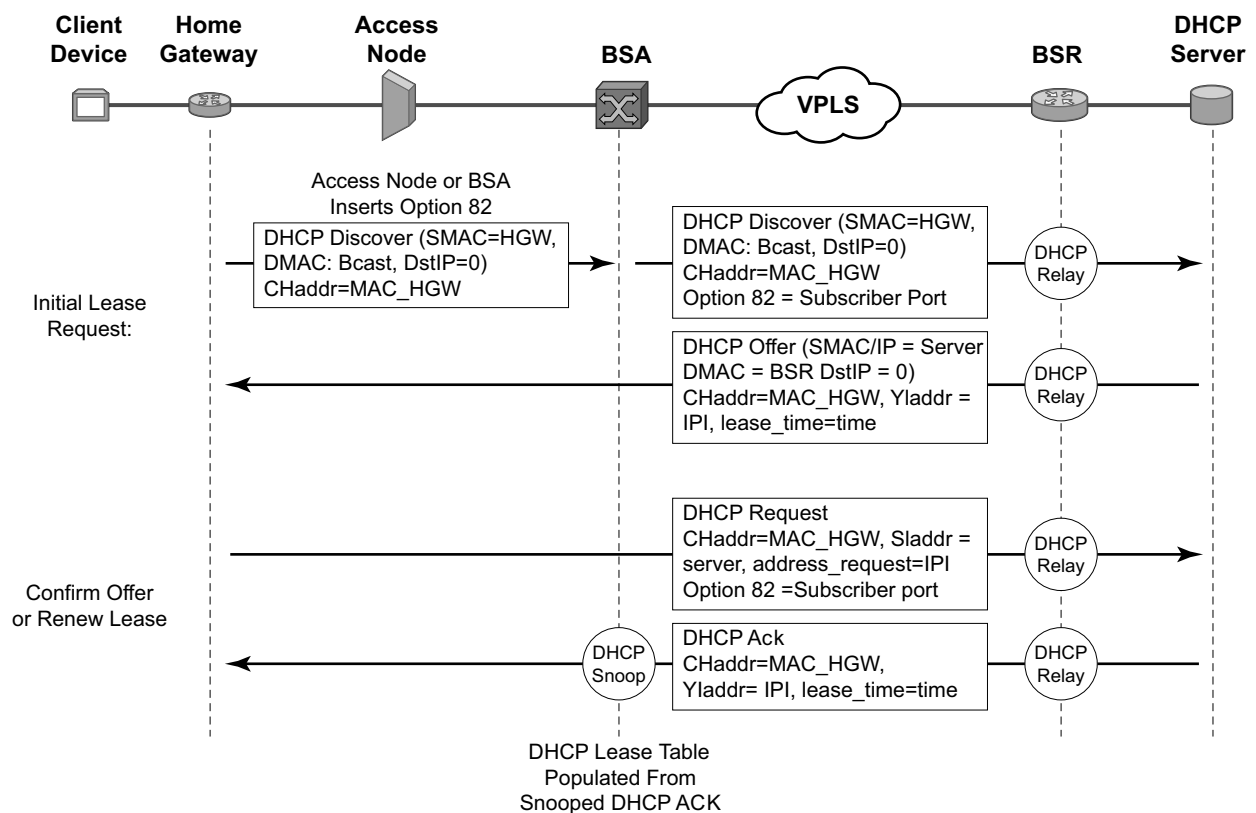 Client
Device
Home
Gateway
Access
Node
BSA
BSR
DHCP
Server
VPLS
Access Node or BSA
Inserts Option 82
DHCP Discover (SMAC=HGW,
DMAC: Bcast, DstIP=0)
CHaddr=MAC_HGW
DHCP Discover (SMAC=HGW,
DMAC: Bcast, DstIP=0)
CHaddr=MAC_HGW
Option 82 = Subscriber Port
DHCP
Relay
Initial Lease
Request:
DHCP Offer (SMAC/IP = Server
DMAC = BSR DstIP = 0)
CHaddr=MAC_HGW, YIaddr =
IPI, lease_time=time
DHCP
Relay
DHCP Request
CHaddr=MAC_HGW, SIaddr =
server, address_request=IPI
Option 82 =Subscriber port
DHCP
Relay
Confirm Offer
or Renew Lease
DHCP
Snoop
DHCP Ack
CHaddr=MAC_HGW,
YIaddr= IPI, lease_time=time
DHCP
Relay
DHCP Lease Table
Populated From
Snooped DHCP ACK